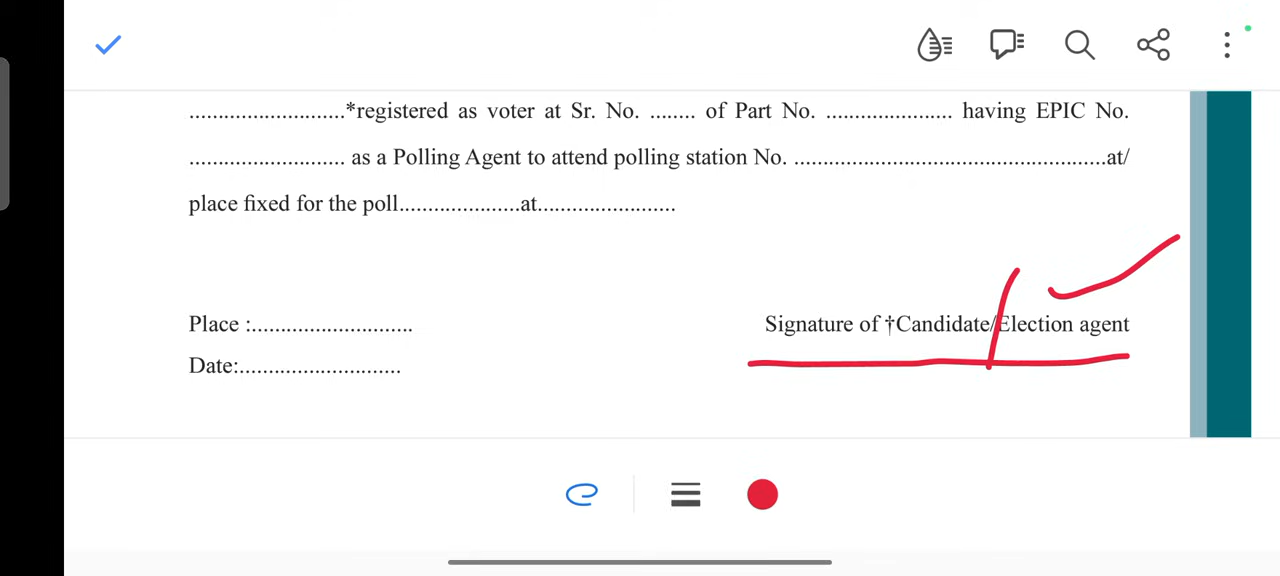 ...........................*registered as voter at Sr. No. ........ of Part No. ...................... having EPIC No.
........................... as a Polling Agent to attend polling station No. ......................................................at/
place fixed for the poll.....................at........................
Signature of †Candidate/Election agent
Place :............................
Date:............................